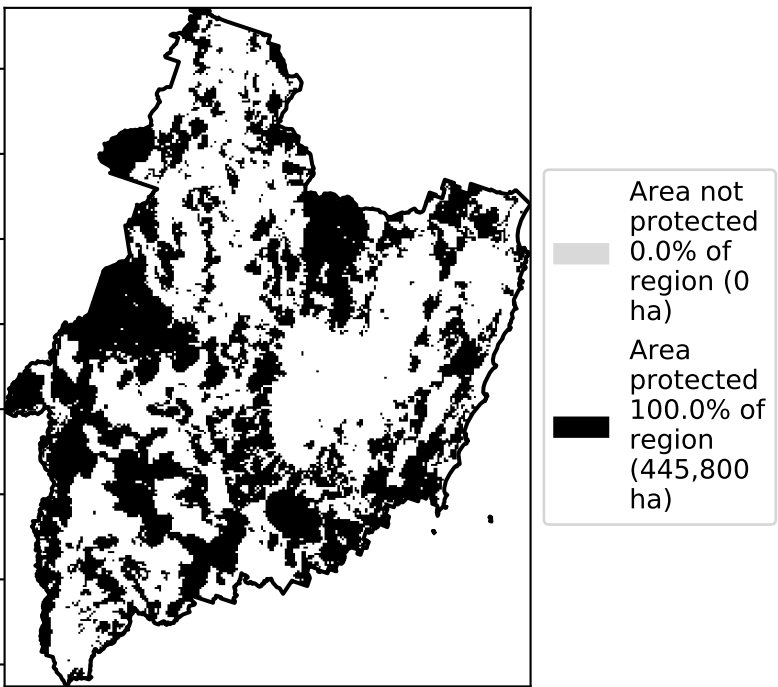 Area not
protected
0.0% of
region (0
ha)
Area
protected
100.0% of
region
(445,800
ha)